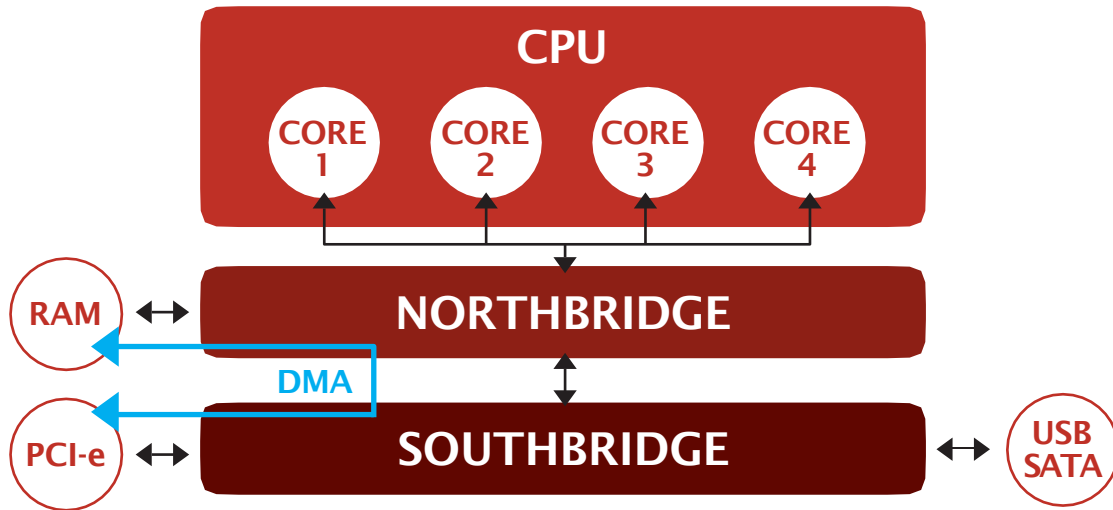 CPU
CORE
1
CORE
2
CORE
3
CORE
4
RAM
NORTHBRIDGE
DMA
PCI-e
SOUTHBRIDGE
USB
SATA